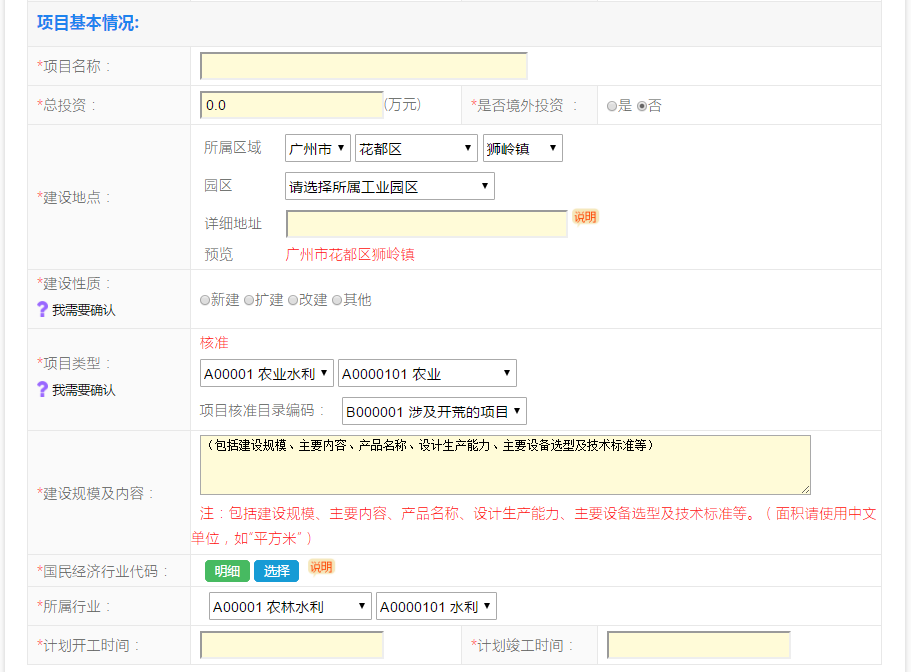 项目基本情况:
*项目名称：
*总投资： 0.0 (万元) *是否境外投资 ： 是 否
所属区域 广州市 花都区 狮岭镇
园区 请选择所属工业园区
*建设地点：
详细地址 说明
预览 广州市花都区狮岭镇
*建设性质：
? 我需要确认
新建 扩建 改建 其他
核准
*项目类型：
A00001 农业水利 A0000101 农业
? 我需要确认
项目核准目录编码： B000001 涉及开荒的项目
(包括建设规模、主要内容、产品名称、设计生产能力、主要设备选型及技术标准等)
*建设规模及内容：
注：包括建设规模、主要内容、产品名称、设计生产能力、主要设备选型及技术标准等。（ 面积请使用中文
单位，如“平方米” ）
*国民经济行业代码： 明细 选择 说明
*所属行业： A00001 农林水利 A0000101 水利
*计划开工时间： *计划竣工时间：